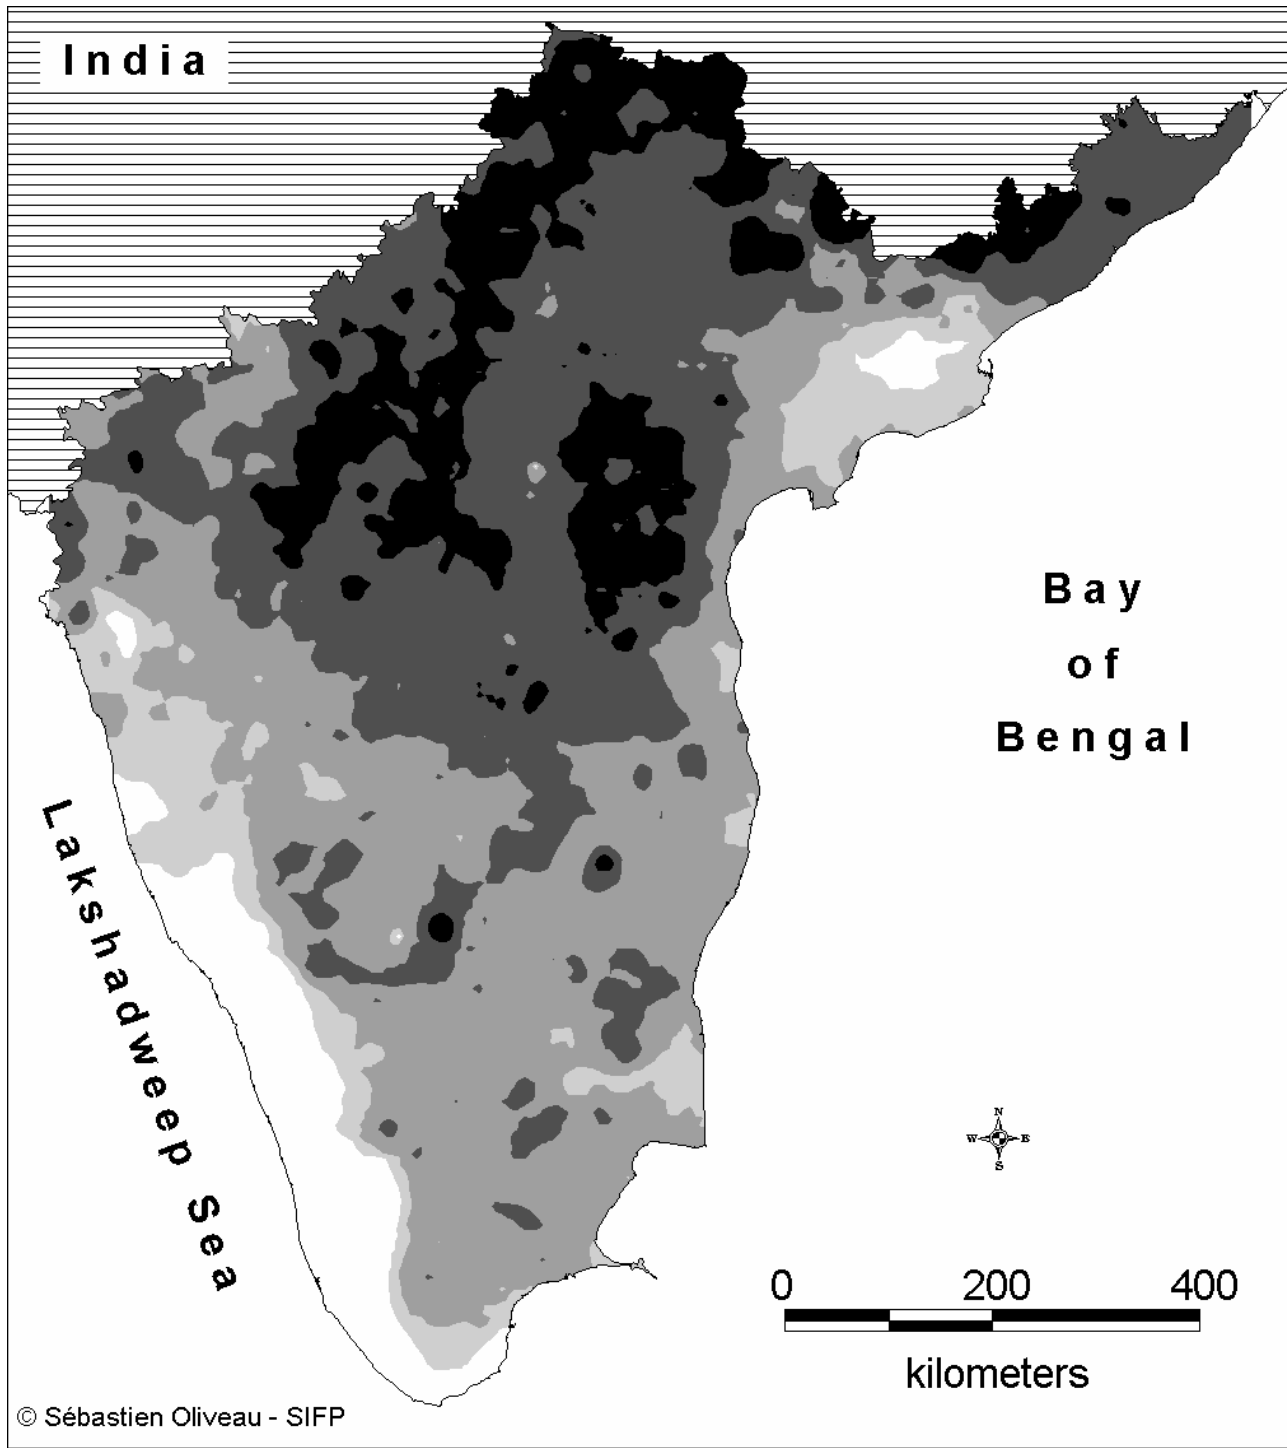 India
Bay
of
Bengal
Lakshadweep Sea
N
W E
S
0 200 400
kilometers
© Sébastien Oliveau - SIFP